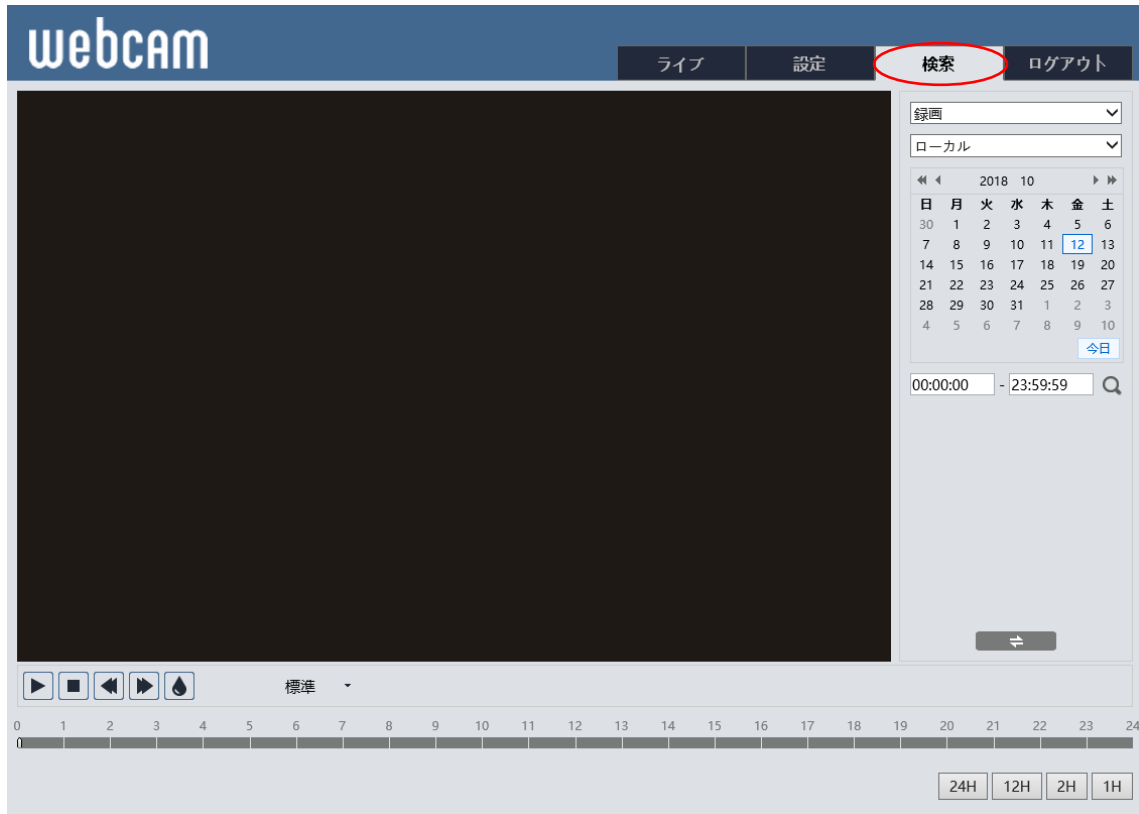 webcam
ライブ 設定 検索 ログアウト
録画
ローカル
2018 10
日 月 火 水 木 金 土
30 1 2 3 4 5 6
7 8 9 10 11 12 13
14 15 16 17 18 19 20
21 22 23 24 25 26 27
28 29 30 31 1 2 3
4 5 6 7 8 9 10
今日
00:00:00 - 23:59:59
標準
0 1 2 3 4 5 6 7 8 9 10 11 12 13 14 15 16 17 18 19 20 21 22 23 24
24H 12H 2H 1H